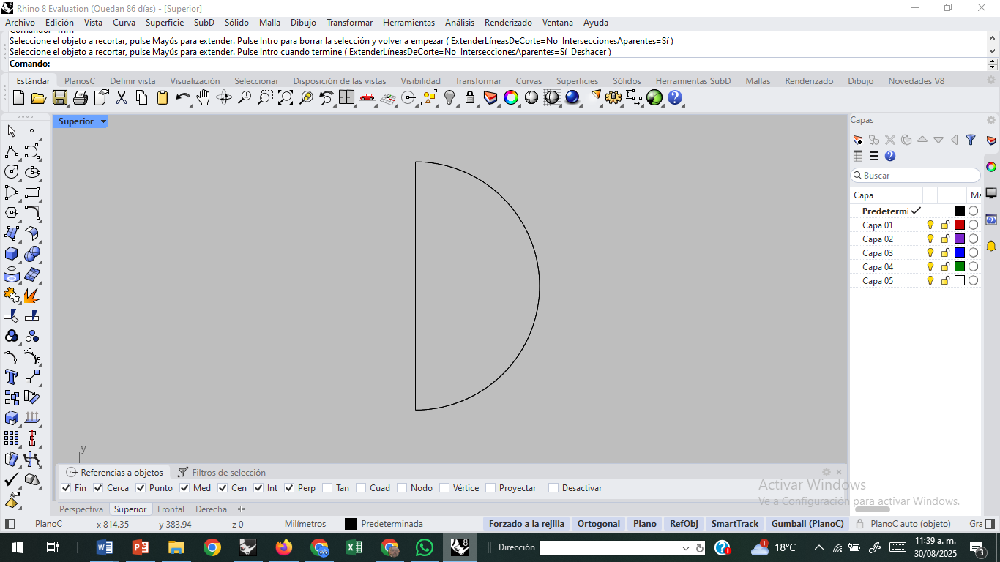 Rhino 8 Evaluation (Quedan 86 días) - [Superior]
Archivo Edición Vista Curva Superficie SubD Sólido Malla Dibujo Transformar Herramientas Análisis Renderizado Ventana Ayuda
Seleccione el objeto a recortar, pulse Mayús para extender. Pulse Intro para borrar la selección y volver a empezar ( ExtenderLíneasDeCorte=No InterseccionesAparentes=Sí )
Seleccione el objeto a recortar, pulse Mayús para extender. Pulse Intro cuando termine ( ExtenderLíneasDeCorte=No InterseccionesAparentes=Sí Deshacer )
Comando:
Estándar PlanosC Definir vista Visualización Seleccionar Disposición de las vistas Visibilidad Transformar Curvas Superficies Sólidos Herramientas SubD Mallas Renderizado Dibujo Novedades V8
Superior
Capas
Buscar
Capa Ma
Predetermi
Capa 01
Capa 02
Capa 03
Capa 04
Capa 05
y
Referencias a objetos Filtros de selección
Fin Cerca Punto Med Cen Int Perp Tan Cuad Nodo Vértice Proyectar Desactivar
Activar Windows
Ve a Configuración para activar Windows.
Perspectiva Superior Frontal Derecha
PlanoC x 814.35 y 383.94 z 0 Milímetros Predeterminada Forzado a la rejilla Ortogonal Plano RefObj SmartTrack Gumball (PlanoC) PlanoC auto (objeto) Gra
Dirección 1 18°C 11:39 a. m.
30/08/2025 3